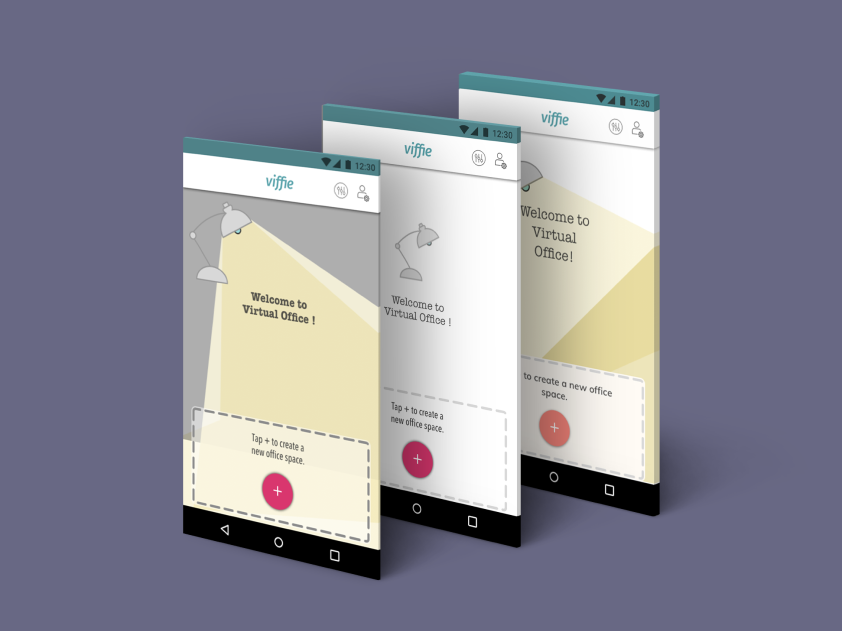 12:30
viffie
Welcome to
Virtual Office !
Tap + to create a
new office space.
+
12:30
viffie
Welcome to
Virtual Office !
Tap + to create a
new office space.
+
12:30
viffie
Welcome to
Virtual
Office!
to create a new office
space.
+